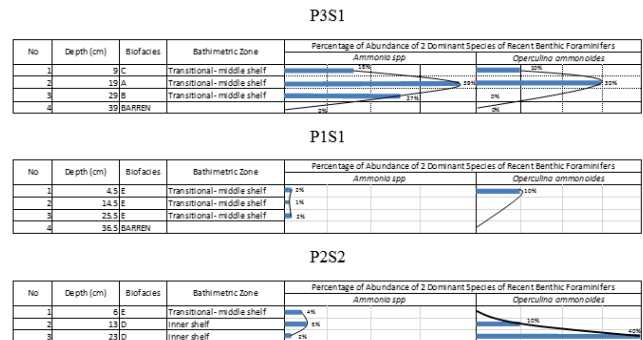 P3S1
No Depth (cm) Biofacies Bathimetric Zone Percentage of Abundance of 2 Dominant Species of Recent Benthic Foraminifers
Ammonia spp Operculina ammonoides
1 9 C Transitional - middle shelf 16% 10%
2 19 A Transitional - middle shelf 39% 30%
3 29 B Transitional - middle shelf 27% 0%
4 39 BARREN 0% 0%
P1S1
No Depth (cm) Biofacies Bathimetric Zone Percentage of Abundance of 2 Dominant Species of Recent Benthic Foraminifers
Ammonia spp Operculina ammonoides
1 4.5 E Transitional - middle shelf 2% 10%
2 14.5 E Transitional - middle shelf 1%
3 25.5 E Transitional - middle shelf 2%
4 36.5 BARREN
P2S2
No Depth (cm) Biofacies Bathimetric Zone Percentage of Abundance of 2 Dominant Species of Recent Benthic Foraminifers
Ammonia spp Operculina ammonoides
1 6 E Transitional - middle shelf 4%
2 13 D Inner shelf 5% 10%
3 23 D Inner shelf 2% 40%